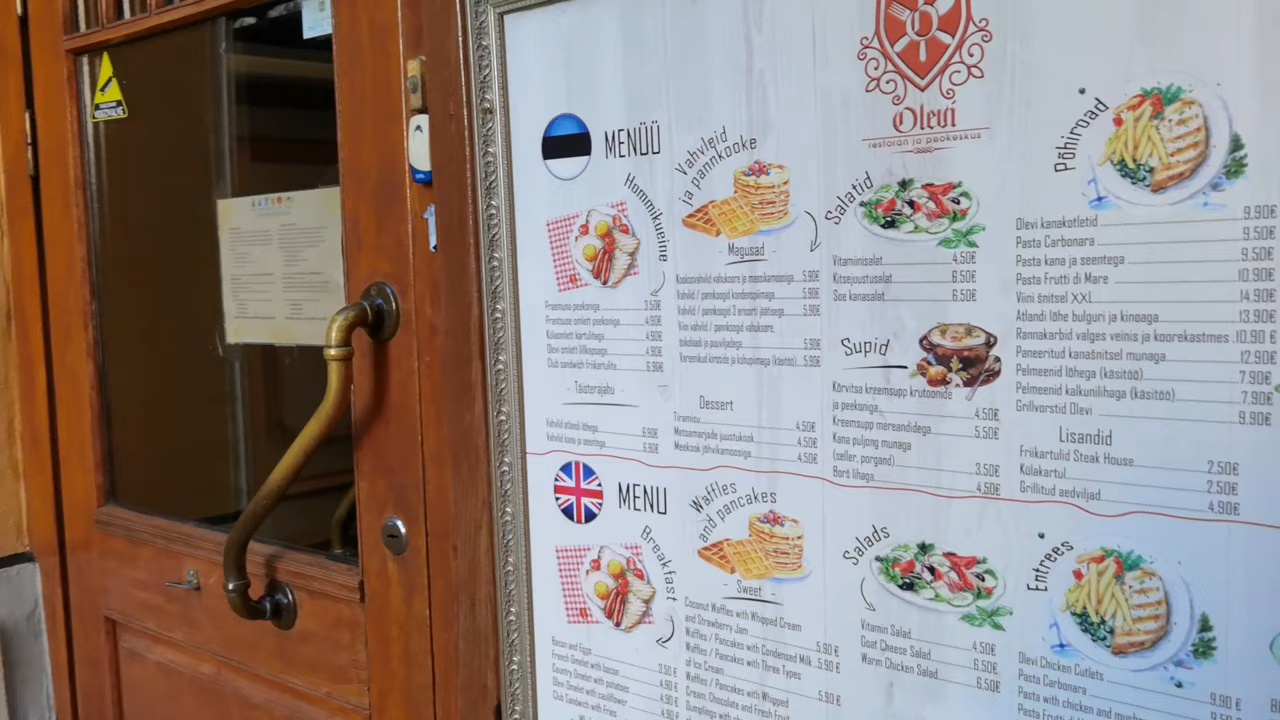 Olevi
restoran ja peokeskus
MENÜÜ
Hommikueine
Praemuna peekoniga 3.50€
Prantsuse omlett peekoniga 4.90€
Külaomlett kartulitega 4.90€
Olevi omlett lillkapsaga 4.90€
Club sandwich friikartulite 6.90€
- Täisterajahu -
Vahvlid atlandi lõhega 6.90€
Vahvlid kana ja seentega 6.90€
Vahvleid
ja pannkooke
- Magusad -
Kookosvahvlid vahukoore ja maasikamoosiga 5.90€
Vahvlid / pannkoogid kondenspiimaga 5.90€
Vahvlid / pannkoogid 3 erisorti jäätisega 5.90€
Viini vahvlid / pannkoogid vahukoore,
sokolaadi ja puuviljadega 5.90€
Vareenikud kirsside ja kohupiimaga (käsitöö) 5.90€
Dessert
Tiramisu 4.50€
Metsamarjade juustukook 4.50€
Meekook jõhvikamoosiga 4.50€
Salatid
Vitamiinisalat 4.50€
Kitsejuustusalat 6.50€
Soe kanasalat 6.50€
Supid
Kõrvitsa kreemsupp krutoonide
ja peekoniga 4.50€
Kreemsupp mereandidega 5.50€
Kana puljong munaga
(seller, porgand) 3.50€
Borš lihaga 4.50€
Põhiroad
Olevi kanakotletid 9.90€
Pasta Carbonara 9.50€
Pasta kana ja seentega 9.50€
Pasta Frutti di Mare 10.90€
Viini šnitsel XXL 14.90€
Atlandi lõhe bulguri ja kinoaga 13.90€
Rannakarbid valges veinis ja koorekastmes 10.90 €
Paneeritud kanašnitsel munaga 12.90€
Pelmeenid lõhega (käsitöö) 7.90€
Pelmeenid kalkunilihaga (käsitöö) 7.90€
Grillvorstid Olevi 9.90€
Lisandid
Friikartulid Steak House 2.50€
Külakartul 2.50€
Grillitud aedviljad 4.90€
MENU
Breakfast
Bacon and Eggs 3.50 €
French Omelet with bacon 4.90 €
Country Omelet with potatoes 4.90 €
Olevi Omelet with cauliflower 4.90 €
Club Sandwich with Fries
Waffles
and pancakes
- Sweet -
Coconut Waffles with Whipped Cream
and Strawberry Jam 5.90 €
Waffles / Pancakes with Condensed Milk 5.90 €
Waffles / Pancakes with Three Types
of Ice Cream 5.90 €
Waffles / Pancakes with Whipped
Cream, Chocolate and Fresh Fruit
Dumplings with
Salads
Vitamin Salad 4.50€
Goat Cheese Salad 6.50€
Warm Chicken Salad 6.50€
Entrees
Olevi Chicken Cutlets 9.90 €
Pasta Carbonara
Pasta with chicken and
Pasta Frutti